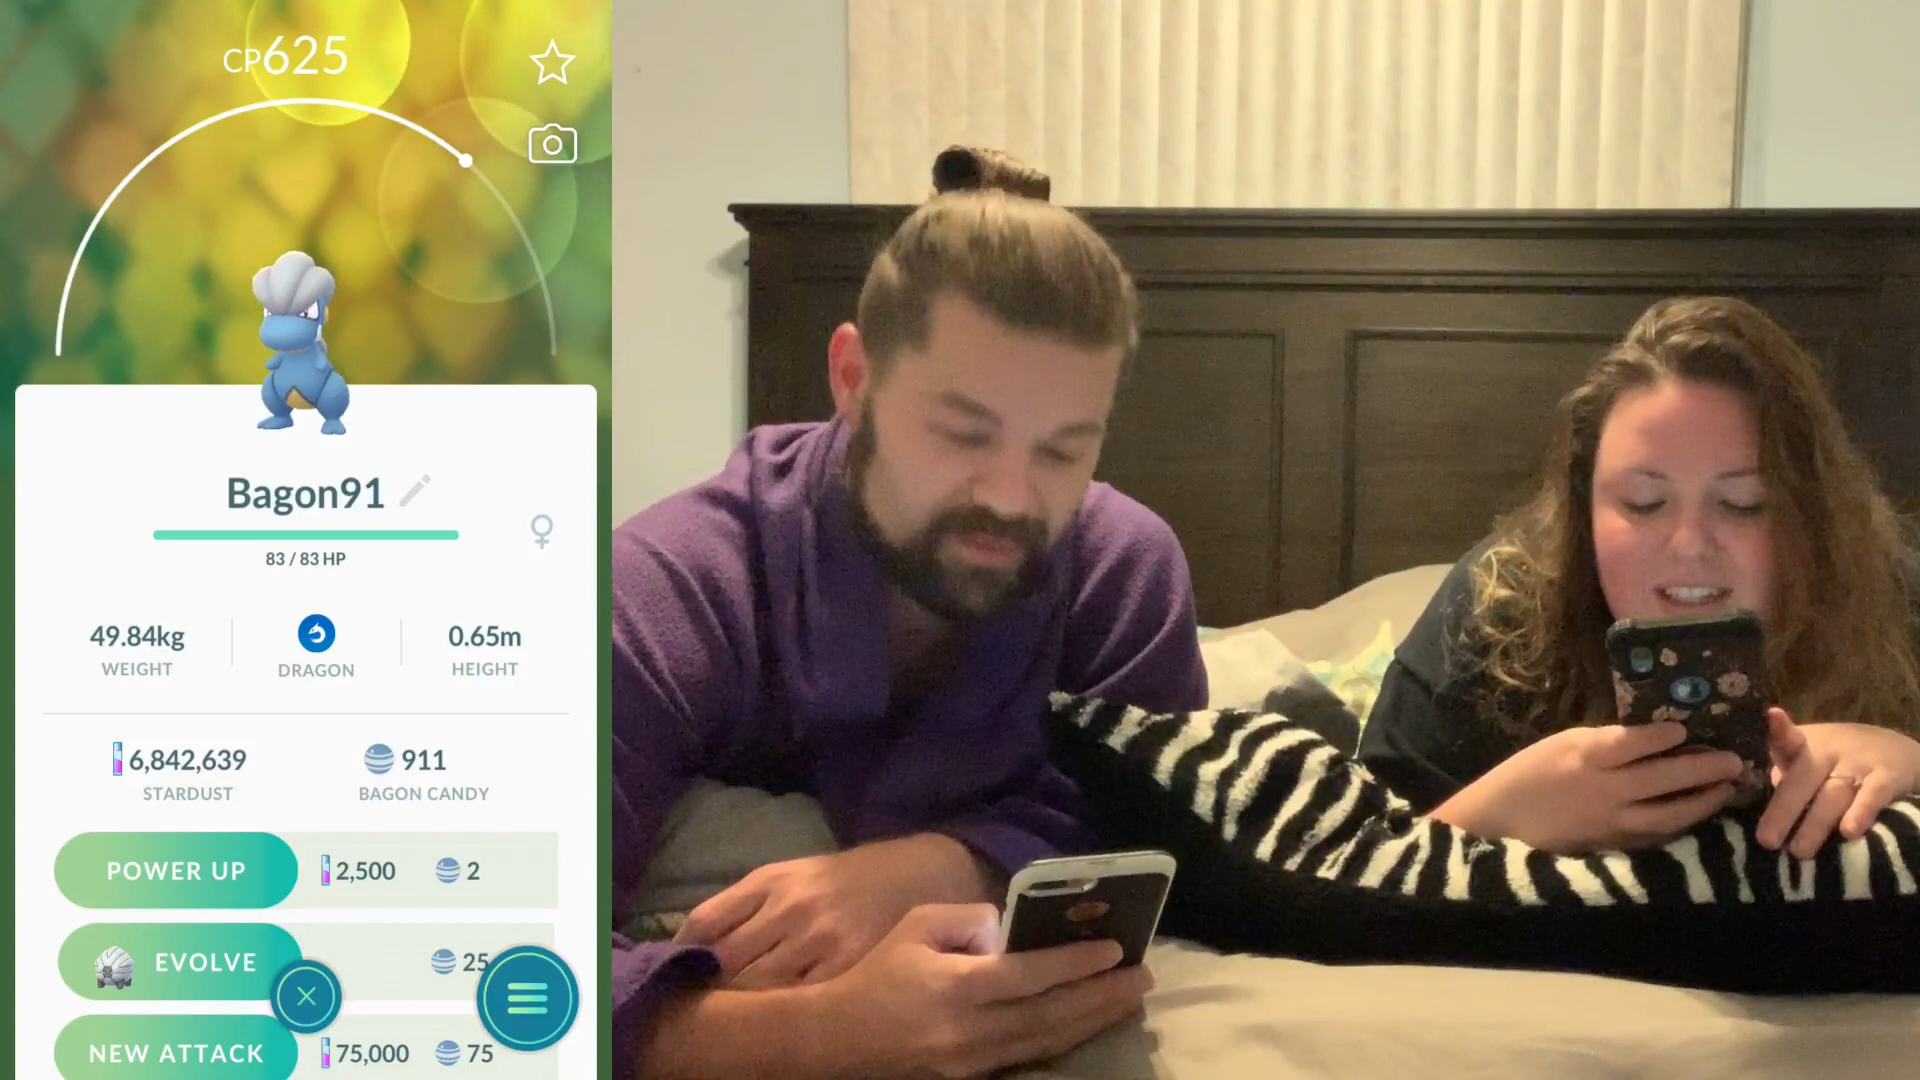 CP625
Bagon91
83 / 83 HP
49.84kg
WEIGHT
DRAGON
0.65m
HEIGHT
6,842,639
STARDUST
911
BAGON CANDY
POWER UP 2,500 2
EVOLVE 25
NEW ATTACK 75,000 75